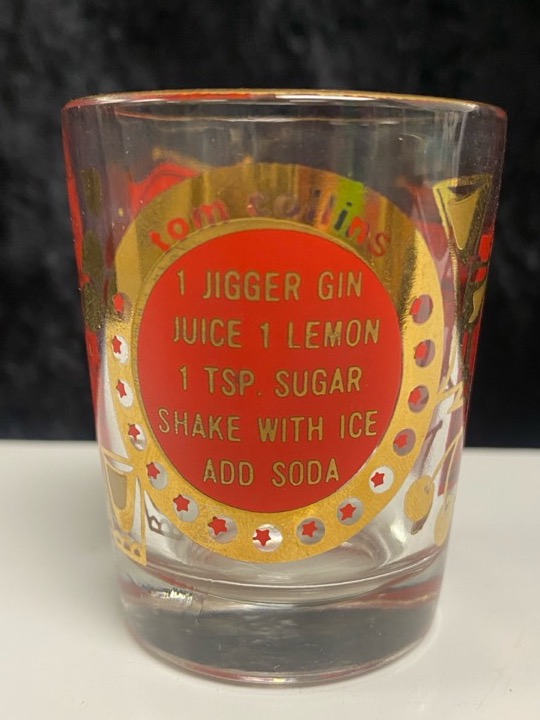 tom collins
1 JIGGER GIN
JUICE 1 LEMON
1 TSP. SUGAR
SHAKE WITH ICE
ADD SODA